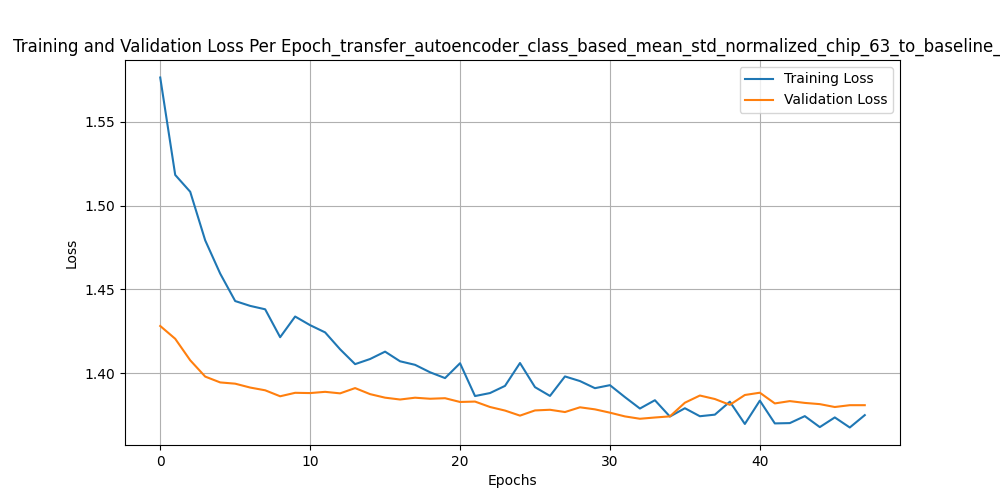 Training and Validation Loss Per Epoch_transfer_autoencoder_class_based_mean_std_normalized_chip_63_to_baseline_
Training Loss
Validation Loss
1.55
1.50
1.45
1.40
Loss
0 10 20 30 40
Epochs